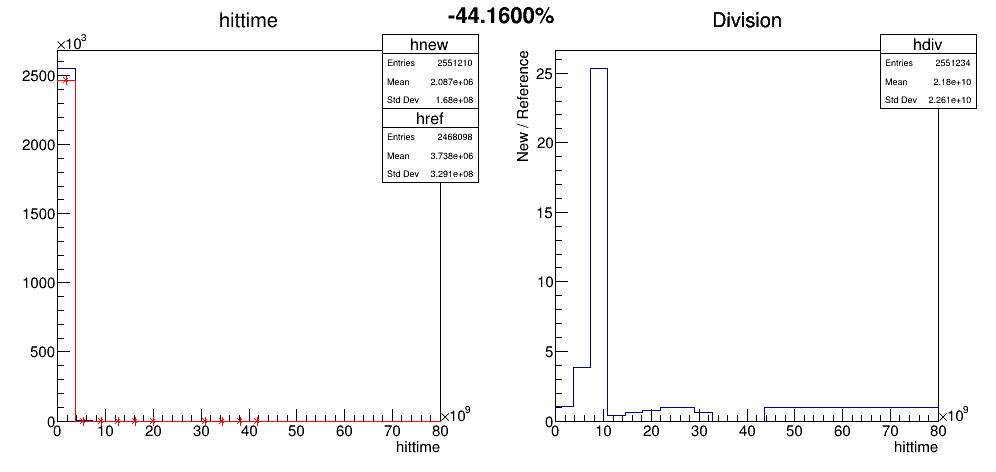 -44.1600%
hittime
×10³
hnew
Entries 2551210
Mean 2.087e+06
Std Dev 1.68e+08
href
Entries 2468098
Mean 3.738e+06
Std Dev 3.291e+08
2500
2000
1500
1000
500
0
0 10 20 30 40 50 60 70 80
×10⁹
hittime
Division
hdiv
Entries 2551234
Mean 2.18e+10
Std Dev 2.261e+10
New / Reference
25
20
15
10
5
0
0 10 20 30 40 50 60 70 80
×10⁹
hittime